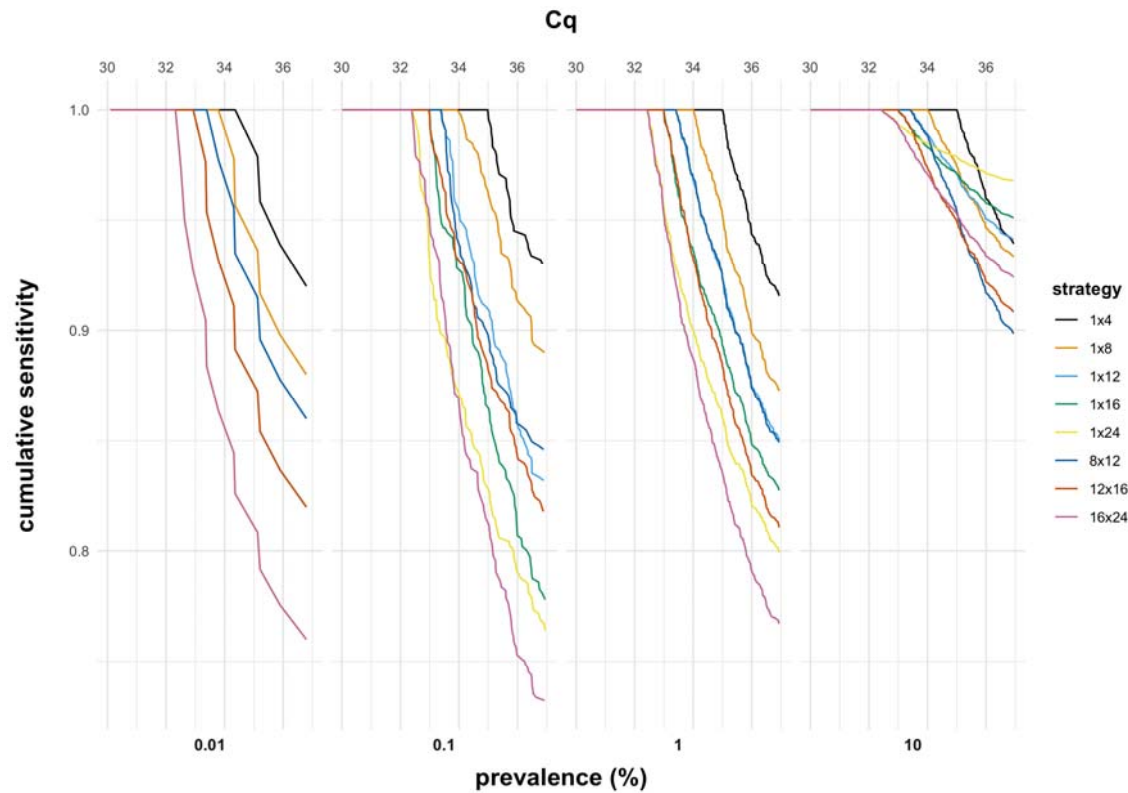 Cq
30 32 34 36 30 32 34 36 30 32 34 36 30 32 34 36
1.0
0.9
0.8
cumulative sensitivity
strategy
1x4
1x8
1x12
1x16
1x24
8x12
12x16
16x24
0.01 0.1 1 10
prevalence (%)